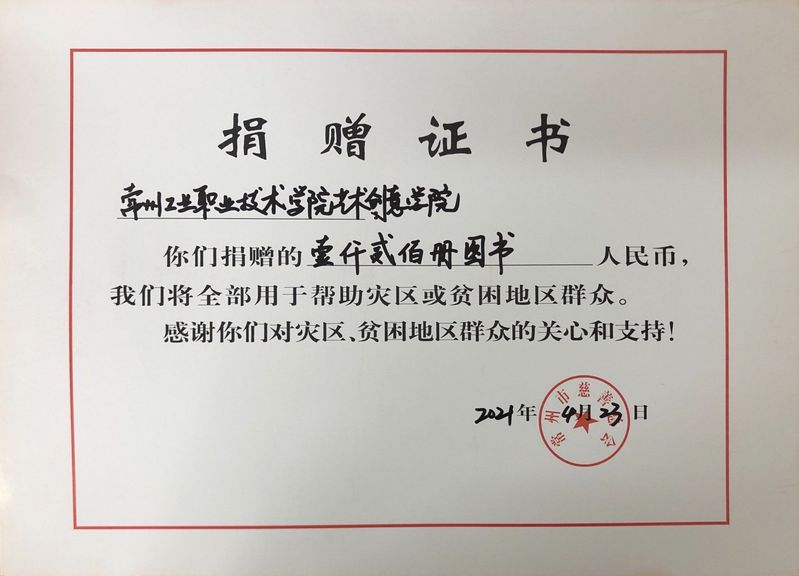 捐赠证书
常州工业职业技术学院艺术创意学院
你们捐赠的壹仟贰佰册图书人民币，
我们将全部用于帮助灾区或贫困地区群众。
感谢你们对灾区、贫困地区群众的关心和支持！
2021年4月23日
常州市慈善总会